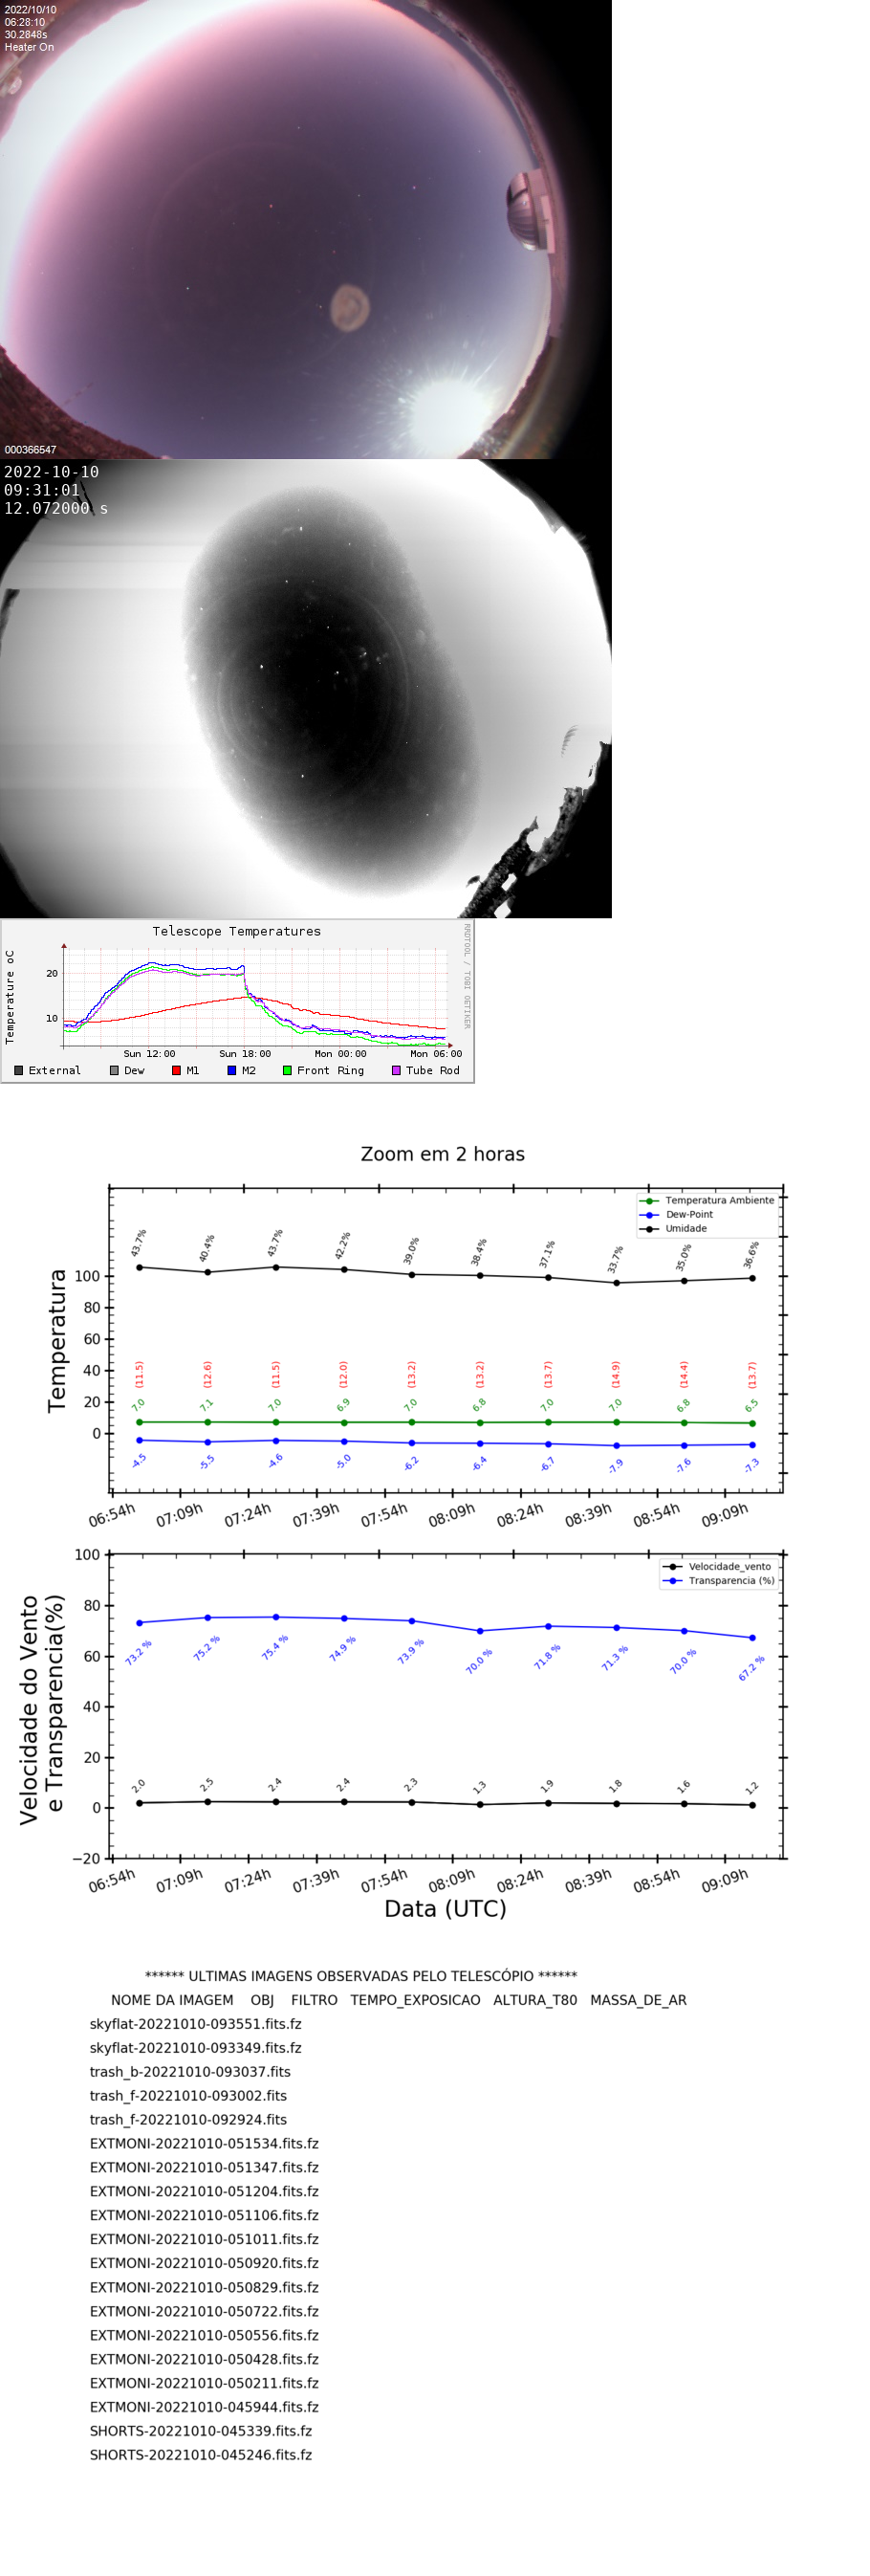 2022/10/10
06:28:10
30.2848s
Heater On
000366547
2022-10-10
09:31:01
12.072000 s
Telescope Temperatures
RRDTOOL / TOBI OETIKER
Temperature oC
20
10
Sun 12:00 Sun 18:00 Mon 00:00 Mon 06:00
External Dew M1 M2 Front Ring Tube Rod
Zoom em 2 horas
Temperatura Ambiente
Dew-Point
Umidade
43.7% 40.4% 43.7% 42.2% 39.0% 38.4% 37.1% 33.7% 35.0% 36.6%
Temperatura
100
80
60
40
20
0
(11.5) (12.6) (11.5) (12.0) (13.2) (13.2) (13.7) (14.9) (14.4) (13.7)
7.0 7.1 7.0 6.9 7.0 6.8 7.0 7.0 6.8 6.5
-4.5 -5.5 -4.6 -5.0 -6.2 -6.4 -6.7 -7.9 -7.6 -7.3
06:54h 07:09h 07:24h 07:39h 07:54h 08:09h 08:24h 08:39h 08:54h 09:09h
Velocidade_vento
Transparencia (%)
Velocidade do Vento
e Transparencia(%)
100
80
60
40
20
0
−20
73.2 % 75.2 % 75.4 % 74.9 % 73.9 % 70.0 % 71.8 % 71.3 % 70.0 % 67.2 %
2.0 2.5 2.4 2.4 2.3 1.3 1.9 1.8 1.6 1.2
06:54h 07:09h 07:24h 07:39h 07:54h 08:09h 08:24h 08:39h 08:54h 09:09h
Data (UTC)
****** ULTIMAS IMAGENS OBSERVADAS PELO TELESCÓPIO ******
NOME DA IMAGEM OBJ FILTRO TEMPO_EXPOSICAO ALTURA_T80 MASSA_DE_AR
skyflat-20221010-093551.fits.fz
skyflat-20221010-093349.fits.fz
trash_b-20221010-093037.fits
trash_f-20221010-093002.fits
trash_f-20221010-092924.fits
EXTMONI-20221010-051534.fits.fz
EXTMONI-20221010-051347.fits.fz
EXTMONI-20221010-051204.fits.fz
EXTMONI-20221010-051106.fits.fz
EXTMONI-20221010-051011.fits.fz
EXTMONI-20221010-050920.fits.fz
EXTMONI-20221010-050829.fits.fz
EXTMONI-20221010-050722.fits.fz
EXTMONI-20221010-050556.fits.fz
EXTMONI-20221010-050428.fits.fz
EXTMONI-20221010-050211.fits.fz
EXTMONI-20221010-045944.fits.fz
SHORTS-20221010-045339.fits.fz
SHORTS-20221010-045246.fits.fz